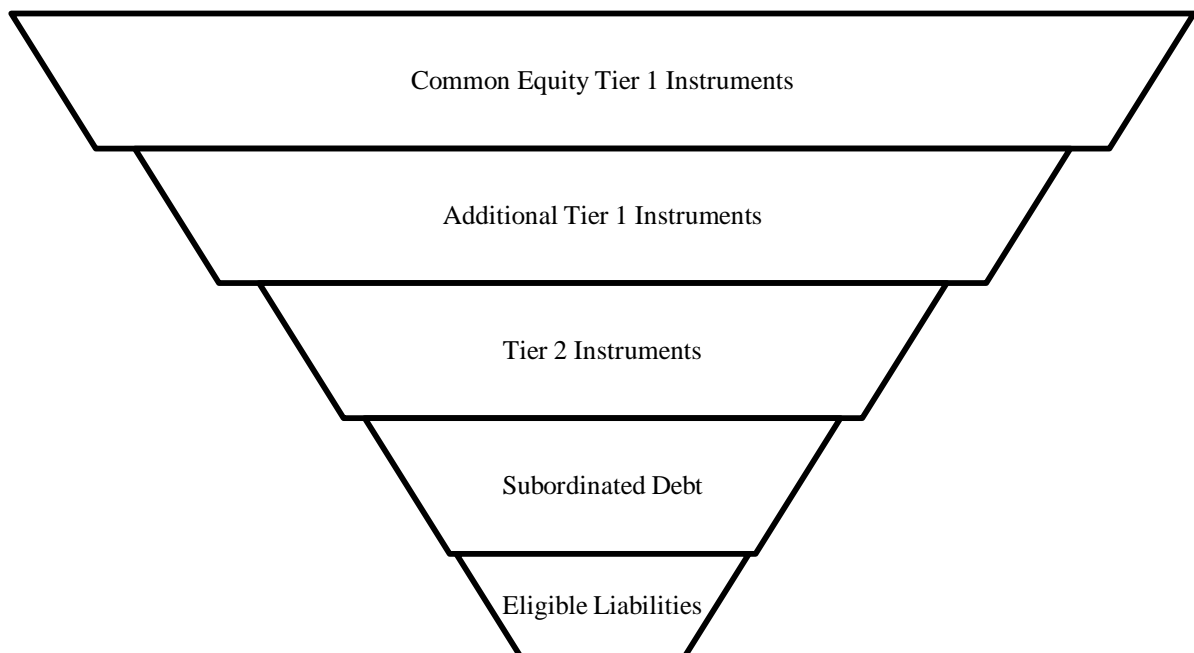 Common Equity Tier 1 Instruments
Additional Tier 1 Instruments
Tier 2 Instruments
Subordinated Debt
Eligible Liabilities